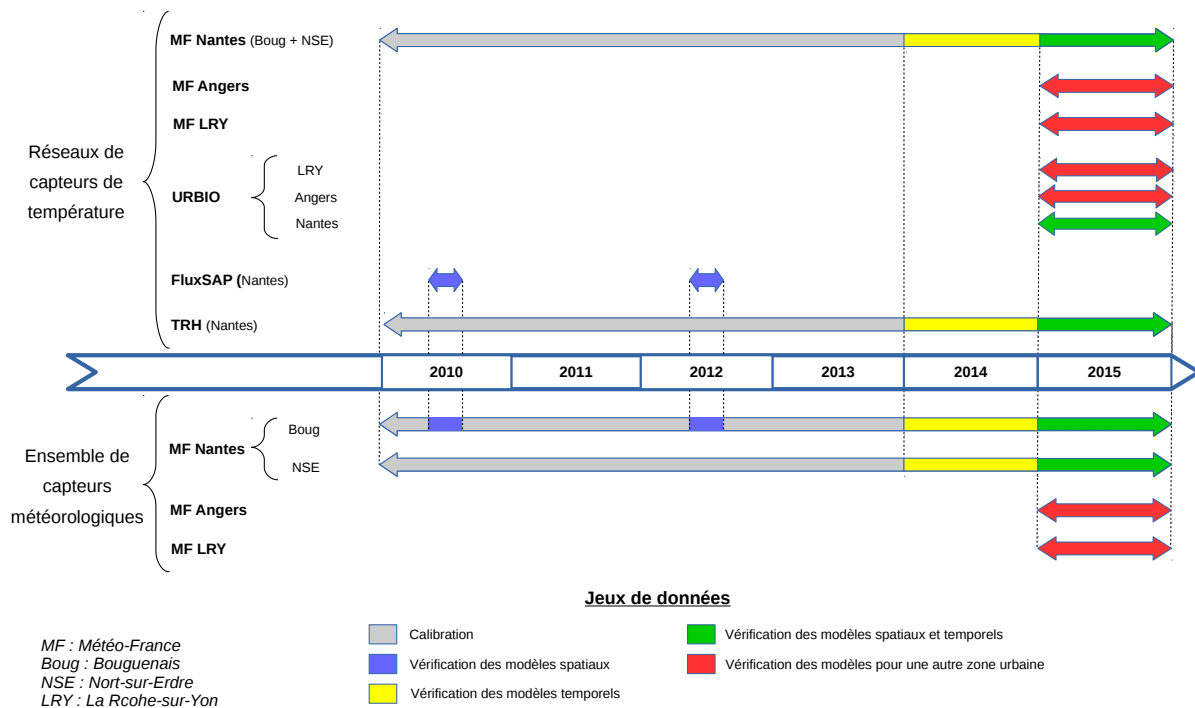 MF Nantes (Boug + NSE)
MF Angers
MF LRY
Réseaux de
capteurs de
température
URBIO
LRY
Angers
Nantes
FluxSAP (Nantes)
TRH (Nantes)
2010
2011
2012
2013
2014
2015
Ensemble de
capteurs
météorologiques
MF Nantes
Boug
NSE
MF Angers
MF LRY
Jeux de données
MF : Météo-France
Boug : Bouguenais
NSE : Nort-sur-Erdre
LRY : La Rcohe-sur-Yon
Calibration
Vérification des modèles spatiaux
Vérification des modèles temporels
Vérification des modèles spatiaux et temporels
Vérification des modèles pour une autre zone urbaine